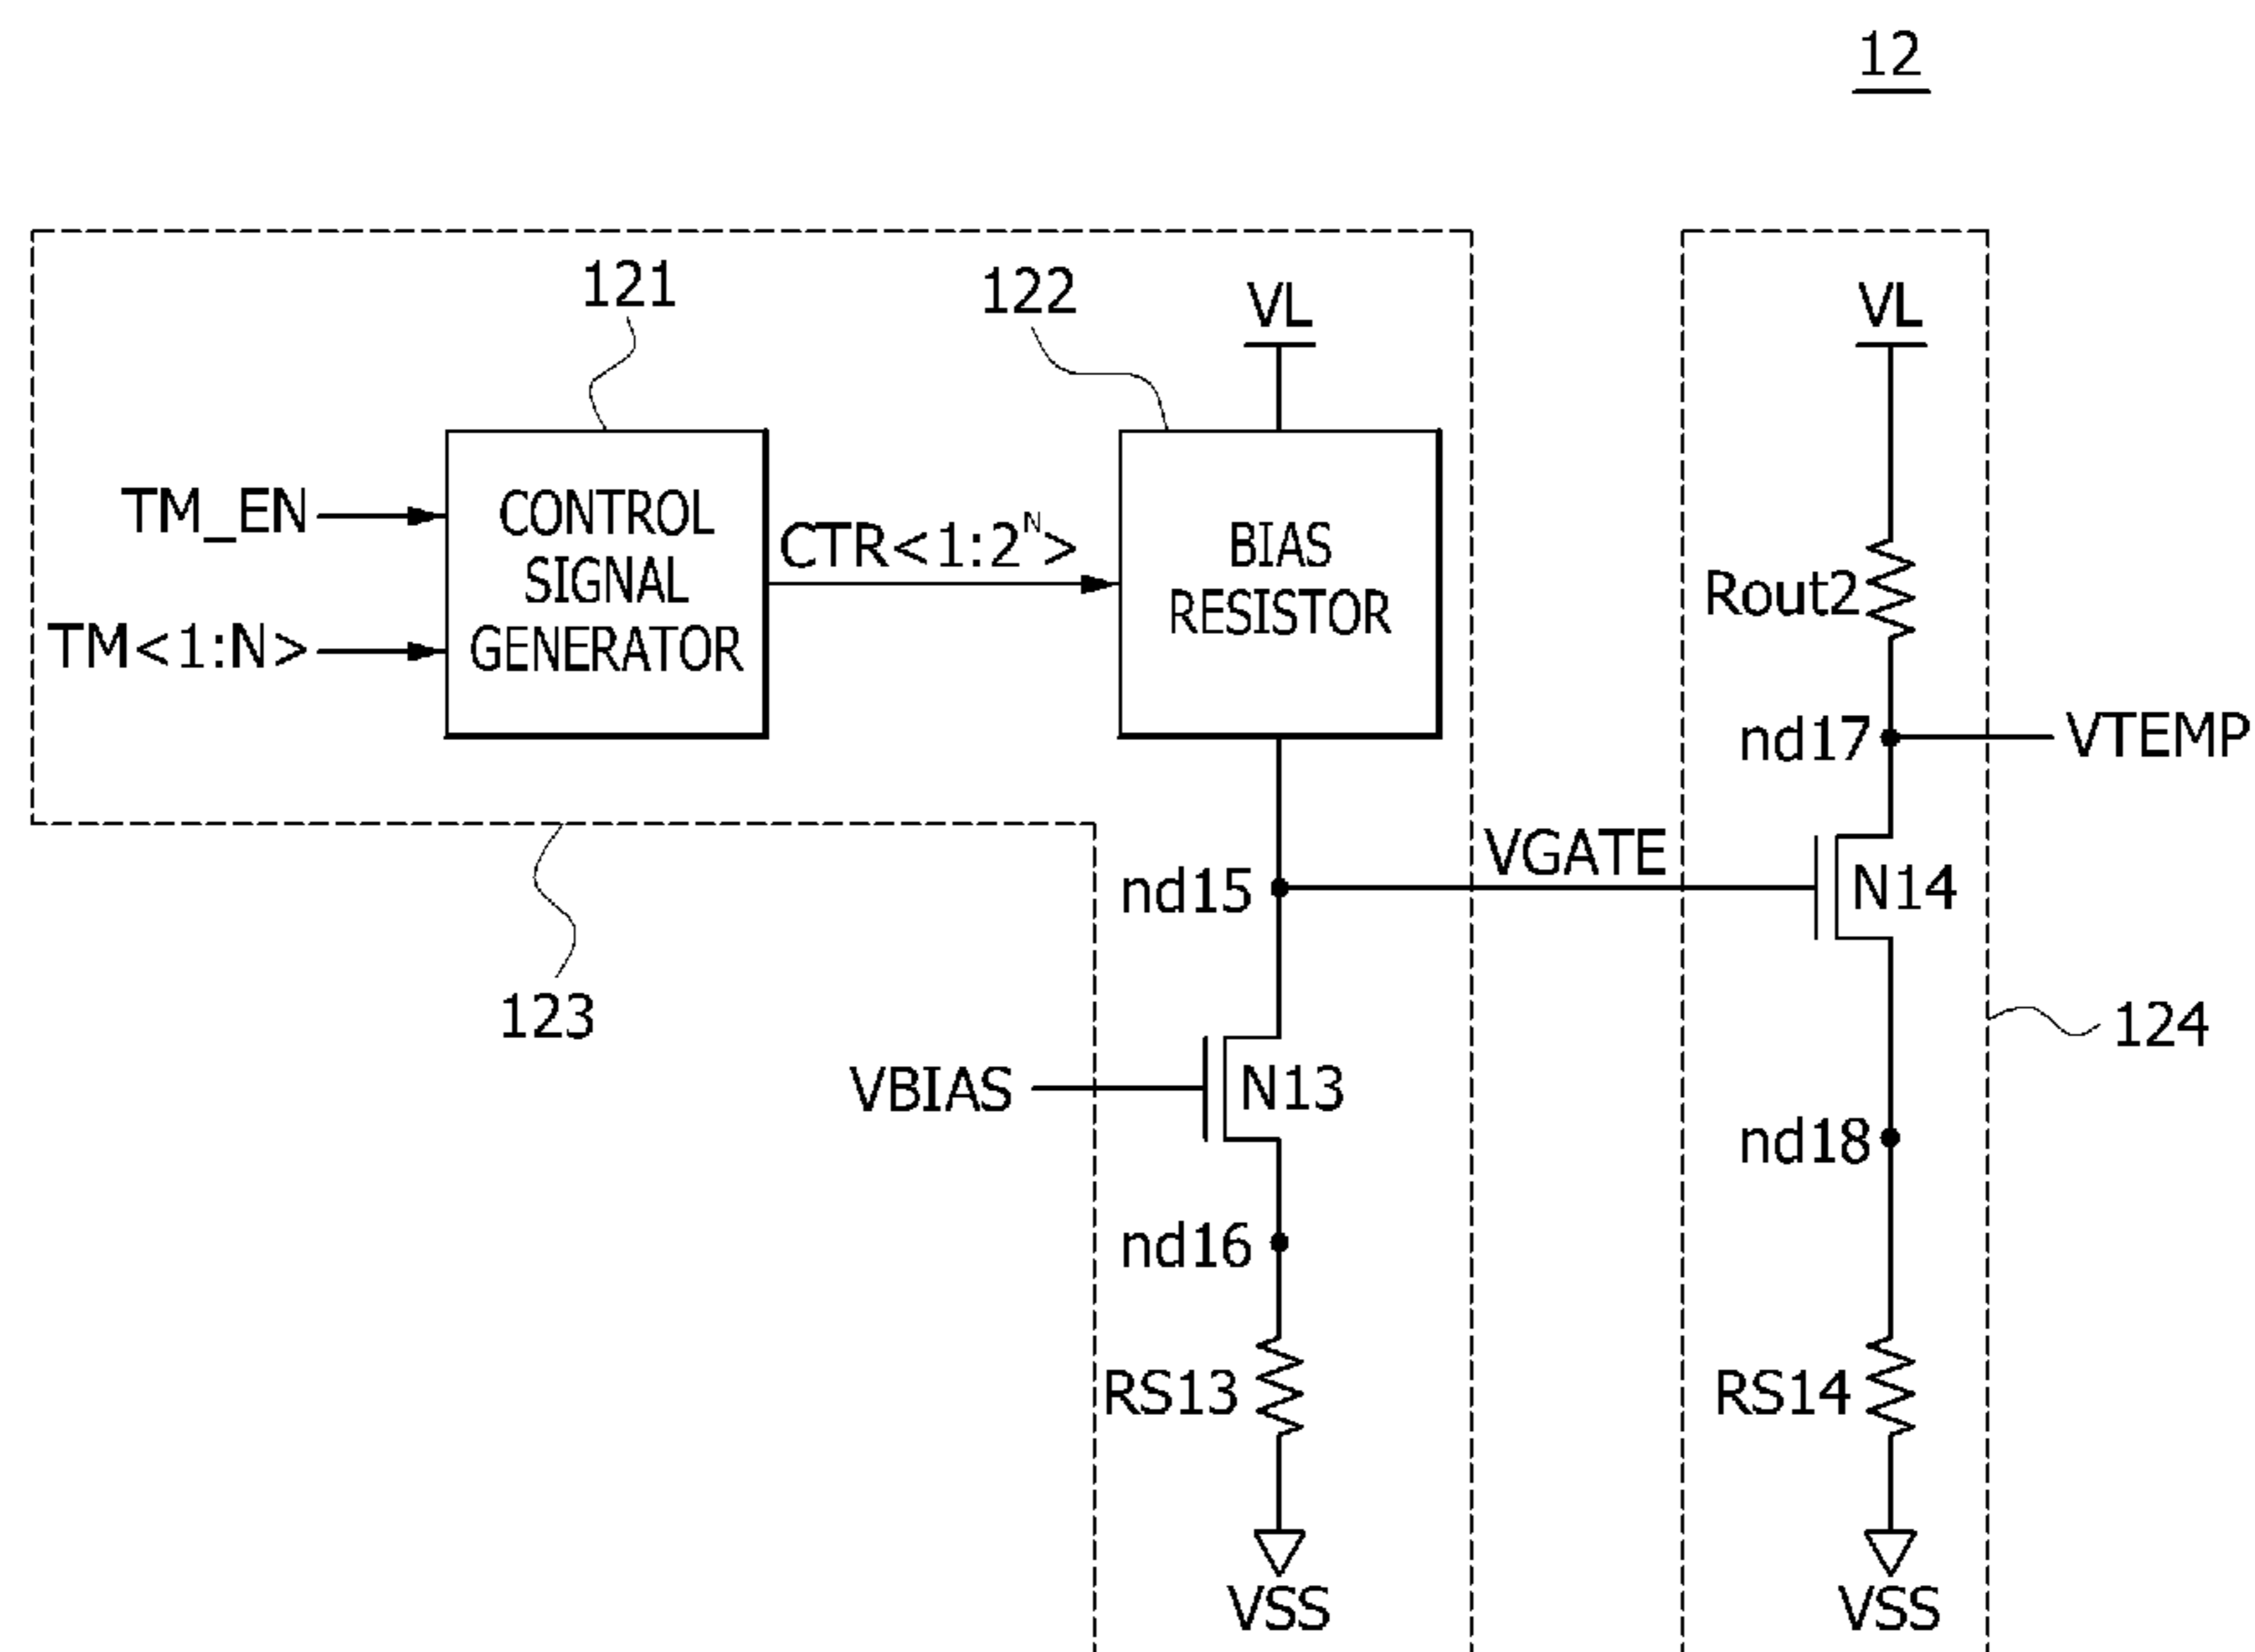 12
121
122
VL
VL
TM_EN
CONTROL
SIGNAL
GENERATOR
CTR<1:2^N>
BIAS
RESISTOR
TM<1:N>
Rout2
nd17
VTEMP
VGATE
nd15
N14
123
124
VBIAS
N13
nd18
nd16
RS13
RS14
VSS
VSS